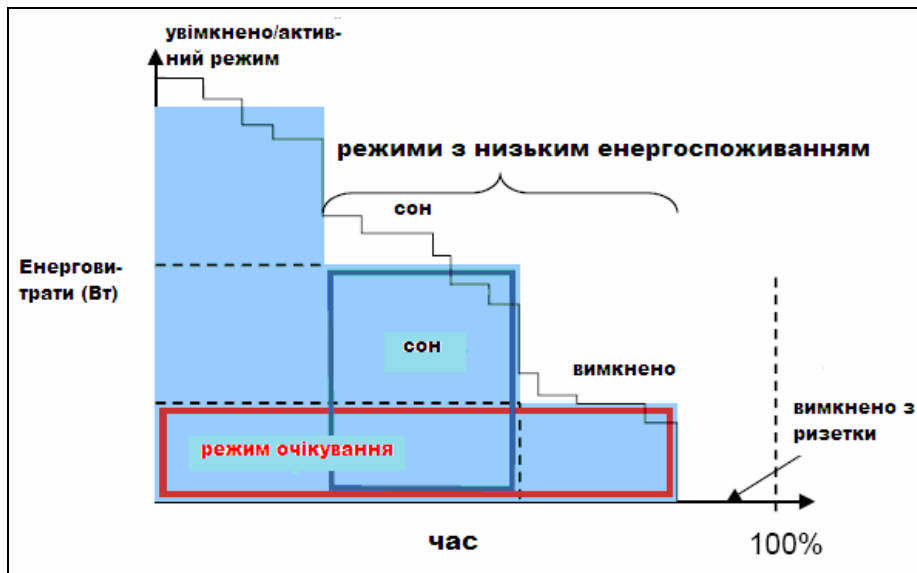 увімкнено/актив-
ний режим
режими з низьким енергоспоживанням
сон
Енергови-
трати (Вт)
сон
вимкнено
вимкнено з
ризетки
режим очікування
час
100%